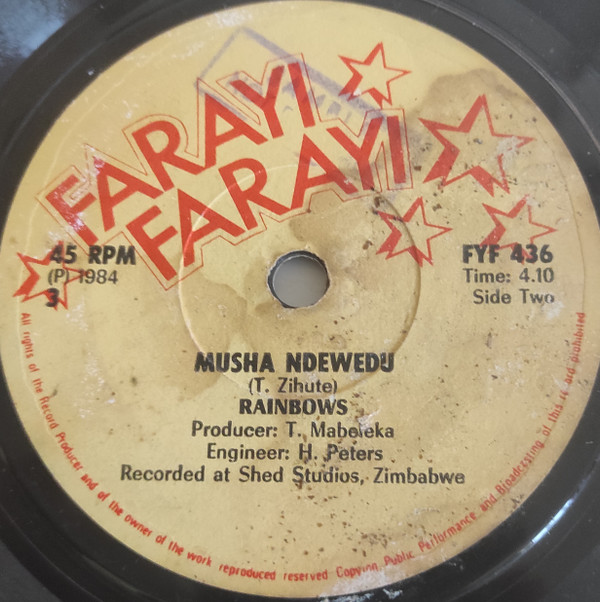 FARAYI
FARAYI
45 RPM
(P) 1984
3
FYF 436
Time: 4.10
Side Two
MUSHA NDEWEDU
(T. Zihute)
RAINBOWS
Producer: T. Mabeleka
Engineer: H. Peters
Recorded at Shed Studios, Zimbabwe
All rights of the Record Producer and of the owner of the work reproduced reserved Copying, Public Performance and Broadcasting of this prohibited